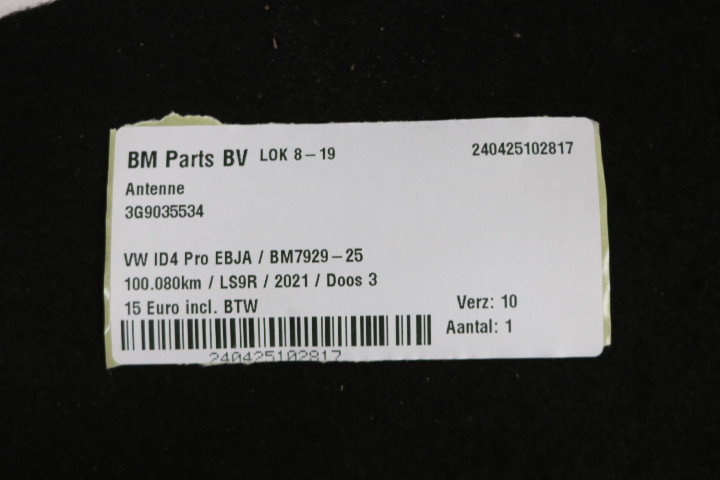 BM Parts BV LOK 8-19 240425102817
Antenne
3G9035534
VW ID4 Pro EBJA / BM7929-25
100.080km / LS9R / 2021 / Doos 3
15 Euro incl. BTW Verz: 10
Aantal: 1
240425102817